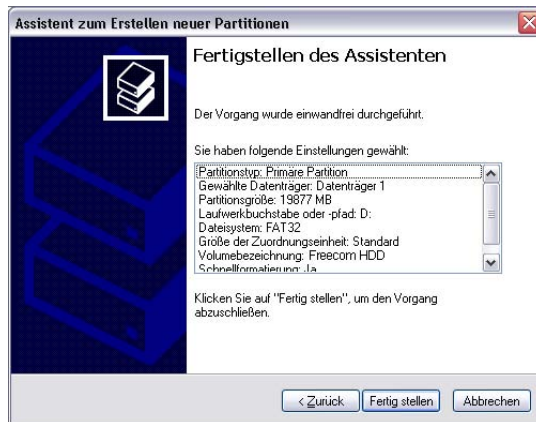 Assistent zum Erstellen neuer Partitionen
Fertigstellen des Assistenten
Der Vorgang wurde einwandfrei durchgeführt.
Sie haben folgende Einstellungen gewählt:
Partitionstyp: Primäre Partition
Gewählte Datenträger: Datenträger 1
Partitionsgröße: 19877 MB
Laufwerkbuchstabe oder -pfad: D:
Dateisystem: FAT32
Größe der Zuordnungseinheit: Standard
Volumebezeichnung: Freecom HDD
Schnellformatierung: Ja
Klicken Sie auf "Fertig stellen", um den Vorgang
abzuschließen.
< Zurück Fertig stellen Abbrechen